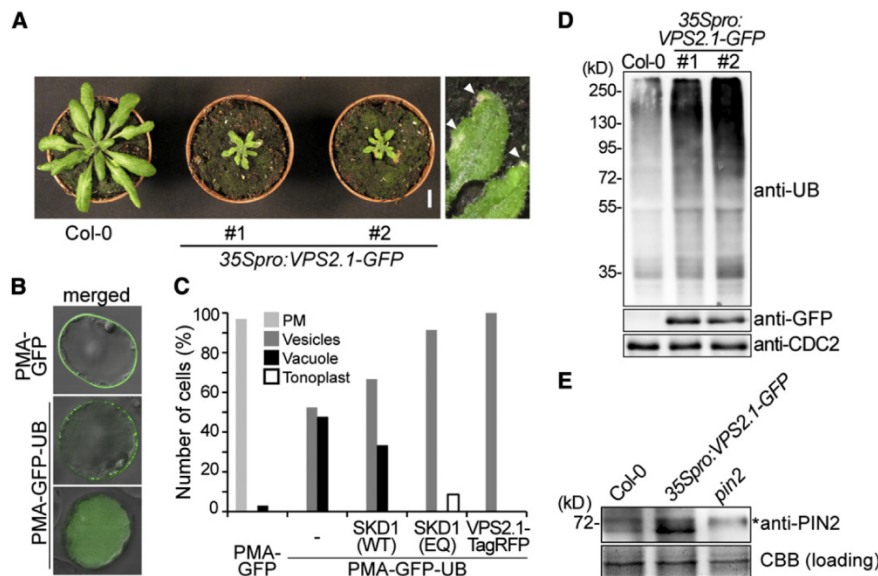 A
Col-0
#1
#2
35Spro:VPS2.1-GFP
B
merged
PMA-
GFP
PMA-GFP-UB
C
Number of cells (%)
100
80
60
40
20
0
PM
Vesicles
Vacuole
Tonoplast
PMA-
GFP
-
SKD1
(WT)
SKD1
(EQ)
VPS2.1-
TagRFP
PMA-GFP-UB
D
35Spro:
VPS2.1-GFP
Col-0
#1
#2
(kD)
250-
130-
95-
72-
55-
35-
anti-UB
anti-GFP
anti-CDC2
E
Col-0
35Spro:VPS2.1-GFP
pin2
(kD)
72-
*anti-PIN2
CBB (loading)